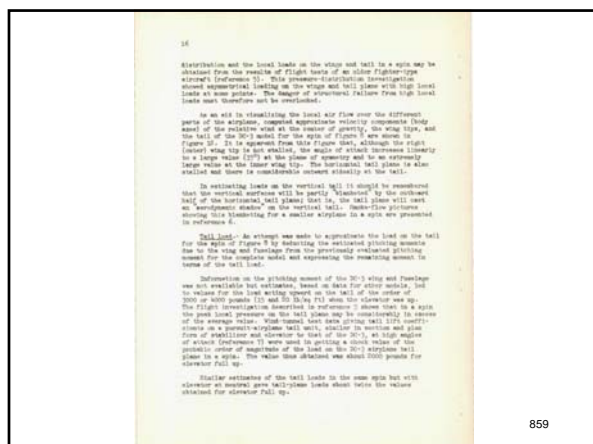 16
distribution and the local loads on the wings and tail in a spin may be
obtained from the results of flight tests of an older fighter-type
aircraft (reference 5). This pressure-distribution investigation
showed asymmetrical loading on the wings and tail plane with high local
loads at some points. The danger of structural failure from high local
loads must therefore not be overlooked.
As an aid in visualizing the local air flow over the different
parts of the airplane, computed approximate velocity components (body
axes) of the relative wind at the center of gravity, the wing tips, and
the tail of the DC-3 model for the spin of figure 8 are shown in
figure 18. It is apparent from this figure that, although the right
(outer) wing tip is not stalled, the angle of attack increases linearly
to a large value at the plane of symmetry and to an extremely
large value at the inner wing tip. The horizontal tail plane is also
stalled and there is considerable outward sideslip at the tail.
In estimating loads on the vertical tail it should be remembered
that the vertical surfaces will be partly "blanketed" by the outboard
half of the horizontal tail plane; that is, the tail plane will cast
an "aerodynamic shadow" on the vertical tail. Smoke-flow pictures
showing this blanketing for a smaller airplane in a spin are presented
in reference 6.
Tail load.- An attempt was made to approximate the load on the tail
for the spin of figure 8 by deducting the estimated pitching moments
due to the wing and fuselage from the previously evaluated pitching
moment for the complete model and expressing the remaining moment in
terms of the tail load.
Information on the pitching moment of the DC-3 wing and fuselage
was not available but estimates, based on data for other models, led
to values for the load acting upward on the tail of the order of
3000 or 4000 pounds (15 and 20 lb/sq ft) when the elevator was up.
The flight investigation described in reference 5 shows that in a spin
the peak local pressure on the tail plane may be considerably in excess
of the average value. Wind-tunnel test data giving tail lift coeffi-
cients on a pursuit-airplane tail unit, similar in section and plan
form of stabilizer and elevator to that of the DC-3, at high angles
of attack (reference 7) were used in getting a check value of the
probable order of magnitude of the load on the DC-3 airplane tail
plane in a spin. The value thus obtained was about 2000 pounds for
elevator full up.
Similar estimates of the tail loads in the same spin but with
elevator at neutral gave tail-plane loads about twice the values
obtained for elevator full up.
859